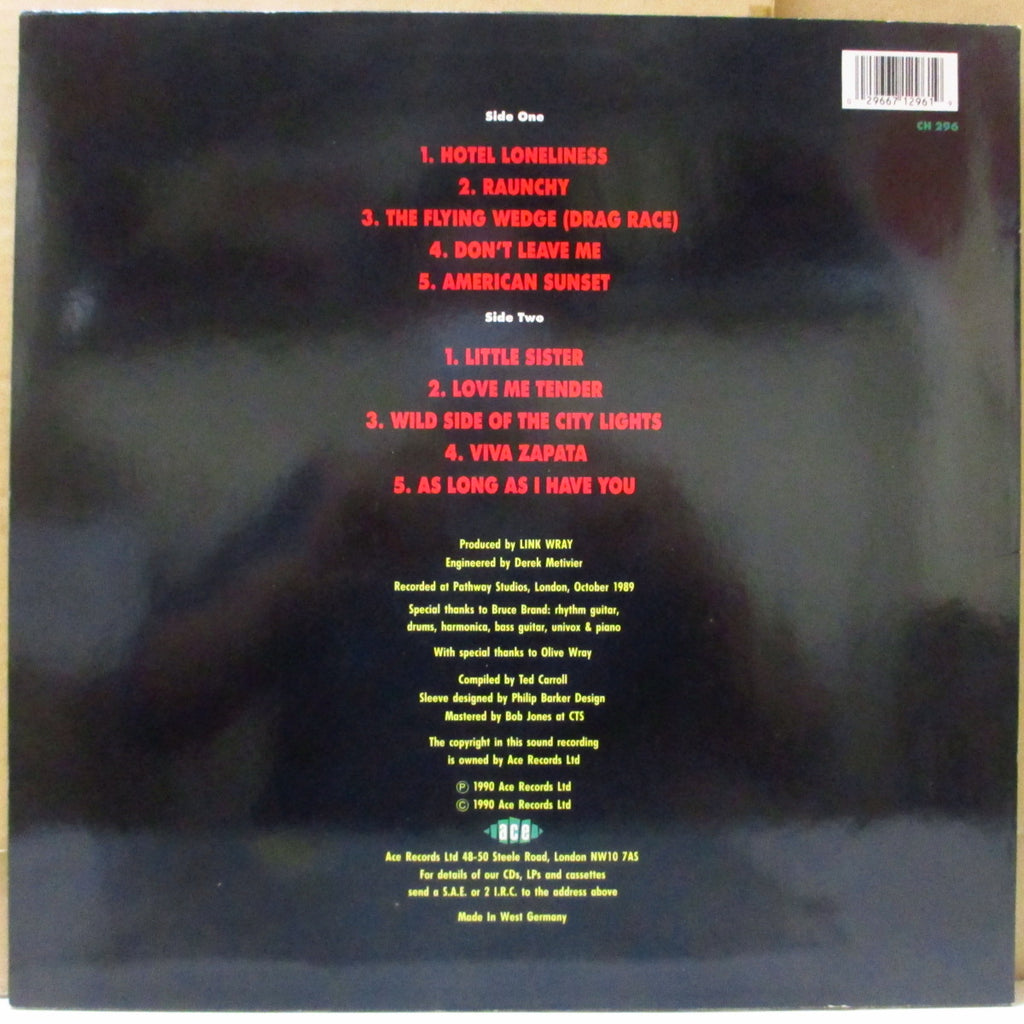 0 29667 12961 9
CH 296
Side One
1. HOTEL LONELINESS
2. RAUNCHY
3. THE FLYING WEDGE (DRAG RACE)
4. DON'T LEAVE ME
5. AMERICAN SUNSET
Side Two
1. LITTLE SISTER
2. LOVE ME TENDER
3. WILD SIDE OF THE CITY LIGHTS
4. VIVA ZAPATA
5. AS LONG AS I HAVE YOU
Produced by LINK WRAY
Engineered by Derek Metivier
Recorded at Pathway Studios, London, October 1989
Special thanks to Bruce Brand: rhythm guitar,
drums, harmonica, bass guitar, univox & piano
With special thanks to Olive Wray
Compiled by Ted Carroll
Sleeve designed by Philip Barker Design
Mastered by Bob Jones at CTS
The copyright in this sound recording
is owned by Ace Records Ltd
Ⓟ 1990 Ace Records Ltd
© 1990 Ace Records Ltd
ace
Ace Records Ltd 48-50 Steele Road, London NW10 7AS
For details of our CDs, LPs and cassettes
send a S.A.E. or 2 I.R.C. to the address above
Made In West Germany